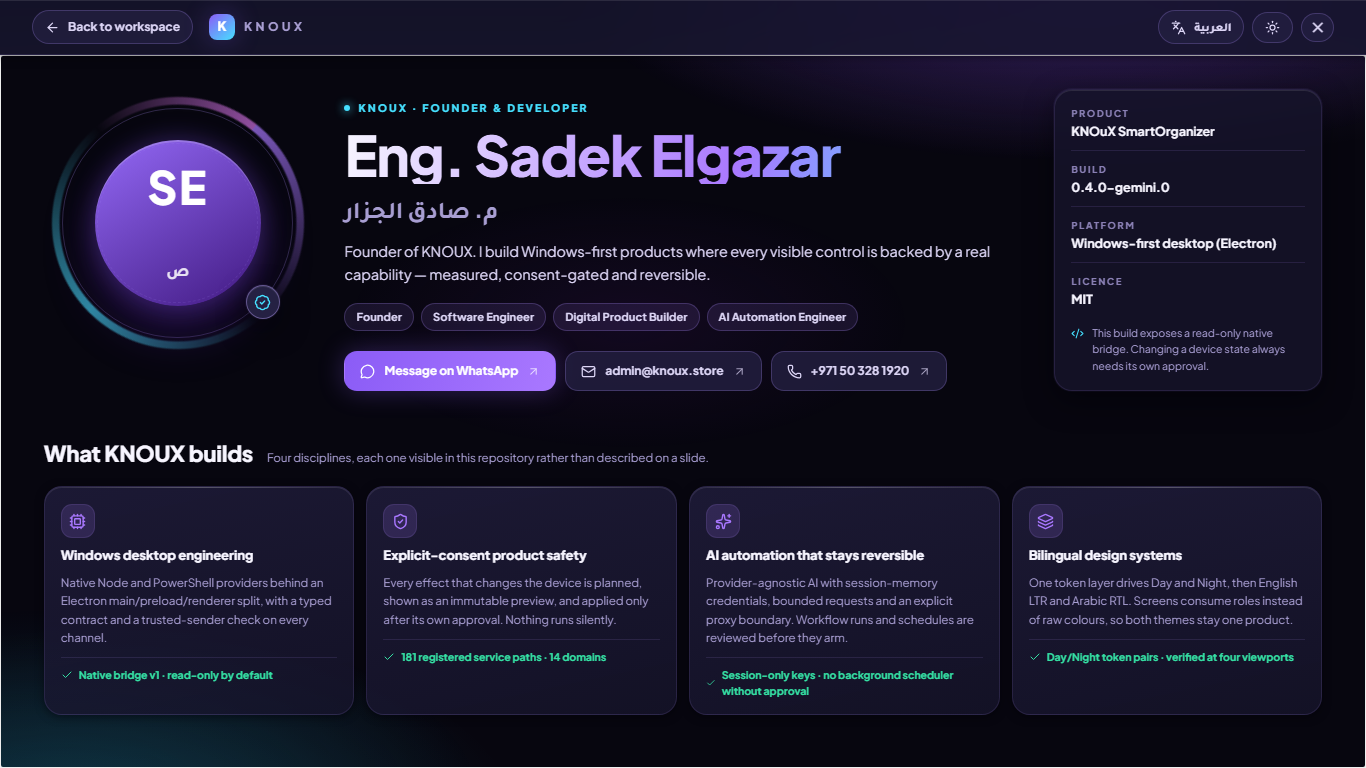 Back to workspace
K
KNOUX
العربية
SE
ص
KNOUX · FOUNDER & DEVELOPER
Eng. Sadek Elgazar
م. صادق الجزار
Founder of KNOUX. I build Windows-first products where every visible control is backed by a real
capability — measured, consent-gated and reversible.
Founder
Software Engineer
Digital Product Builder
AI Automation Engineer
Message on WhatsApp
admin@knoux.store
+971 50 328 1920
PRODUCT
KNOuX SmartOrganizer
BUILD
0.4.0-gemini.0
PLATFORM
Windows-first desktop (Electron)
LICENCE
MIT
This build exposes a read-only native
bridge. Changing a device state always
needs its own approval.
What KNOUX builds
Four disciplines, each one visible in this repository rather than described on a slide.
Windows desktop engineering
Native Node and PowerShell providers behind an
Electron main/preload/renderer split, with a typed
contract and a trusted-sender check on every
channel.
Native bridge v1 · read-only by default
Explicit-consent product safety
Every effect that changes the device is planned,
shown as an immutable preview, and applied only
after its own approval. Nothing runs silently.
181 registered service paths · 14 domains
AI automation that stays reversible
Provider-agnostic AI with session-memory
credentials, bounded requests and an explicit
proxy boundary. Workflow runs and schedules are
reviewed before they arm.
Session-only keys · no background scheduler
without approval
Bilingual design systems
One token layer drives Day and Night, then English
LTR and Arabic RTL. Screens consume roles instead
of raw colours, so both themes stay one product.
Day/Night token pairs · verified at four viewports